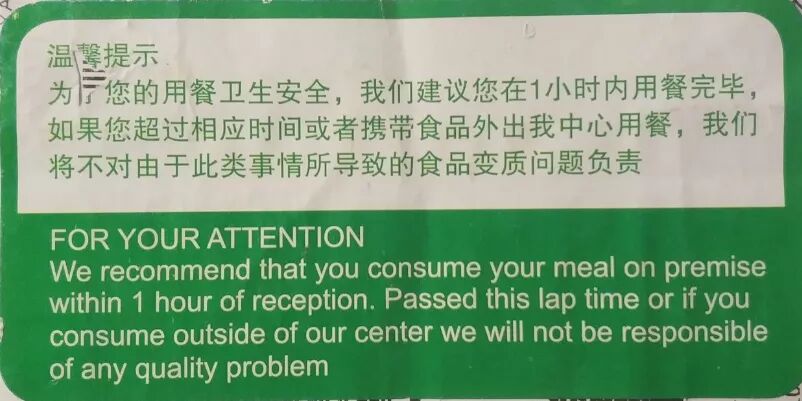 温馨提示
为了您的用餐卫生安全，我们建议您在1小时内用餐完毕，
如果您超过相应时间或者携带食品外出我中心用餐，我们
将不对由于此类事情所导致的食品变质问题负责
FOR YOUR ATTENTION
We recommend that you consume your meal on premise
within 1 hour of reception. Passed this lap time or if you
consume outside of our center we will not be responsible
of any quality problem